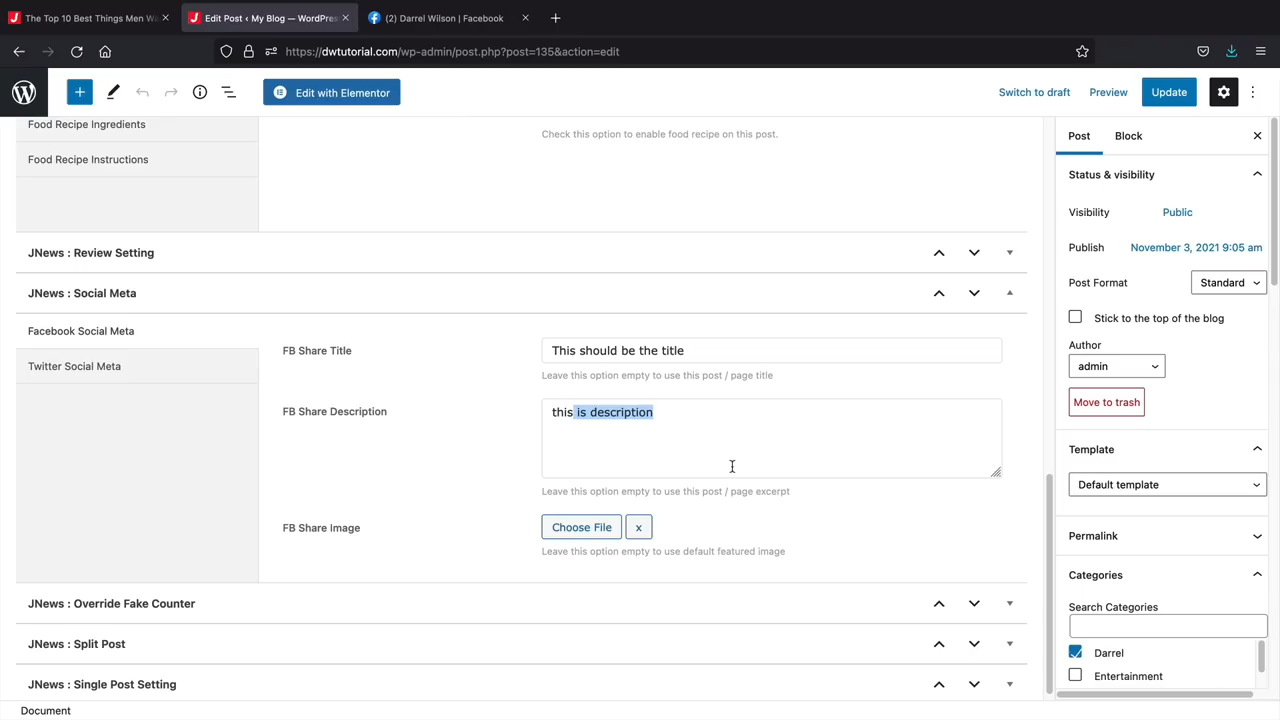 The Top 10 Best Things Men Wa
Edit Post ‹ My Blog — WordPres
(2) Darrel Wilson | Facebook
https://dwtutorial.com/wp-admin/post.php?post=135&action=edit
Edit with Elementor
Switch to draft
Preview
Update
Food Recipe Ingredients
Check this option to enable food recipe on this post.
Food Recipe Instructions
JNews : Review Setting
JNews : Social Meta
Facebook Social Meta
Twitter Social Meta
FB Share Title
This should be the title
Leave this option empty to use this post / page title
FB Share Description
this is description
Leave this option empty to use this post / page excerpt
FB Share Image
Choose File
x
Leave this option empty to use default featured image
JNews : Override Fake Counter
JNews : Split Post
JNews : Single Post Setting
Document
Post
Block
Status & visibility
Visibility
Public
Publish
November 3, 2021 9:05 am
Post Format
Standard
Stick to the top of the blog
Author
admin
Move to trash
Template
Default template
Permalink
Categories
Search Categories
Darrel
Entertainment